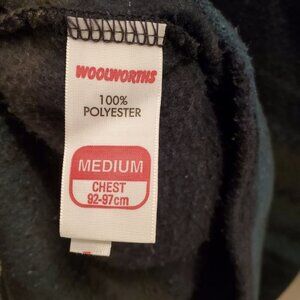 WOOLWORTHS
100%
POLYESTER
MEDIUM
CHEST
92-97cm